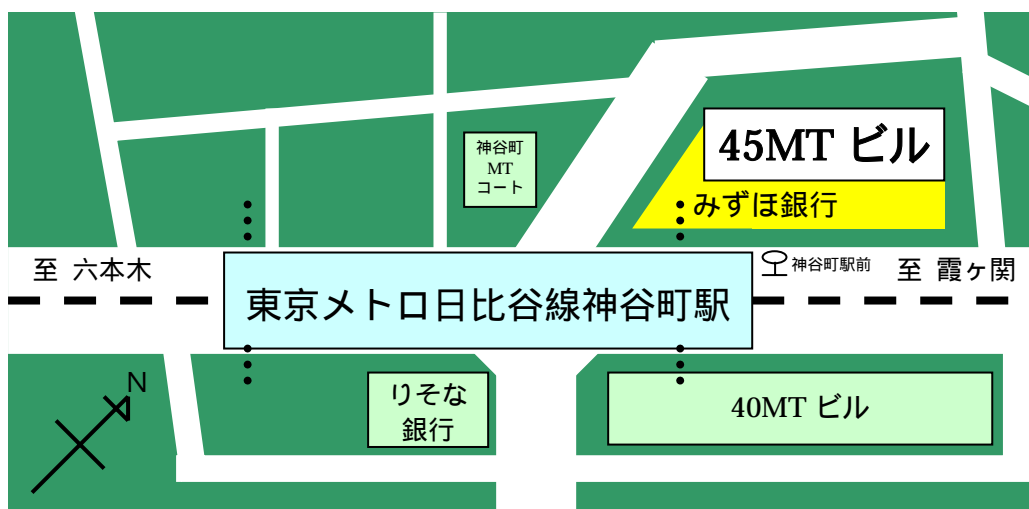 45MT ビル
みずほ銀行
神谷町
MT
コート
至 六本木
神谷町駅前
至 霞ヶ関
東京メトロ日比谷線神谷町駅
N
りそな
銀行
40MT ビル